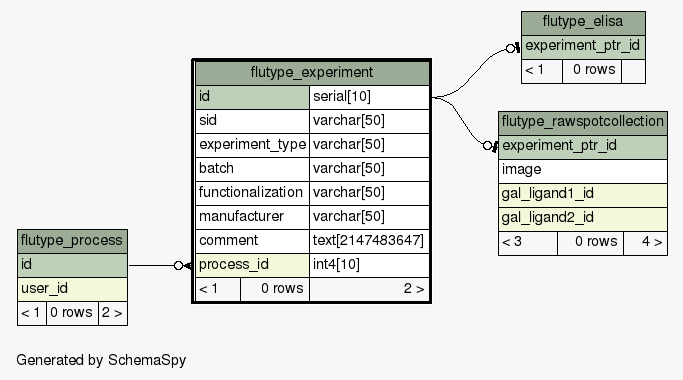 flutype_elisa
experiment_ptr_id
< 1 0 rows
flutype_experiment
id serial[10]
sid varchar[50]
experiment_type varchar[50]
batch varchar[50]
functionalization varchar[50]
manufacturer varchar[50]
comment text[2147483647]
process_id int4[10]
< 1 0 rows 2 >
flutype_rawspotcollection
experiment_ptr_id
image
gal_ligand1_id
gal_ligand2_id
< 3 0 rows 4 >
flutype_process
id
user_id
< 1 0 rows 2 >
Generated by SchemaSpy